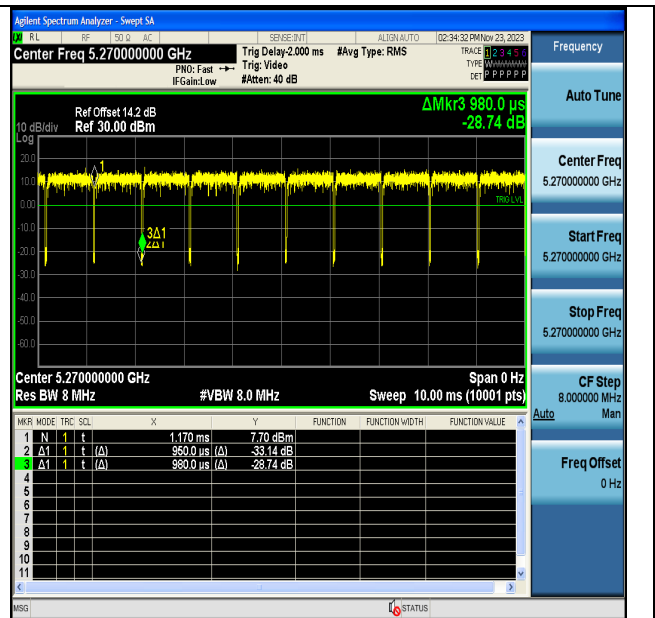 Agilent Spectrum Analyzer - Swept SA
RL RF 50 Ω AC SENSE:INT ALIGN AUTO 02:34:32 PM Nov 23, 2023
Center Freq 5.270000000 GHz Trig Delay-2.000 ms #Avg Type: RMS TRACE 1 2 3 4 5 6
PNO: Fast Trig: Video TYPE WWWWWW
IFGain:Low #Atten: 40 dB DET P P P P P P
Frequency
Auto Tune
Center Freq
5.270000000 GHz
Start Freq
5.270000000 GHz
Stop Freq
5.270000000 GHz
CF Step
8.000000 MHz
Auto Man
Freq Offset
0 Hz
ΔMkr3 980.0 µs
-28.74 dB
Ref Offset 14.2 dB
10 dB/div Ref 30.00 dBm
Log
20.0
10.0
0.00
-10.0
-20.0
-30.0
-40.0
-50.0
-60.0
1
TRIG LVL
3Δ1
2Δ1
Center 5.270000000 GHz Span 0 Hz
Res BW 8 MHz #VBW 8.0 MHz Sweep 10.00 ms (10001 pts)
MKR MODE TRC SCL X Y FUNCTION FUNCTION WIDTH FUNCTION VALUE
1 N 1 t 1.170 ms 7.70 dBm
2 Δ1 1 t (Δ) 950.0 µs (Δ) -33.14 dB
3 Δ1 1 t (Δ) 980.0 µs (Δ) -28.74 dB
4
5
6
7
8
9
10
11
MSG STATUS